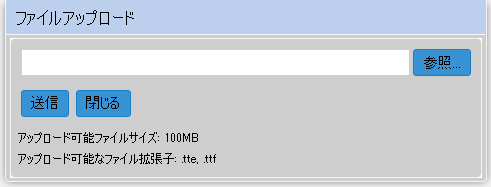 ファイルアップロード
参照...
送信 閉じる
アップロード可能ファイルサイズ: 100MB
アップロード可能なファイル拡張子: .tte, .ttf